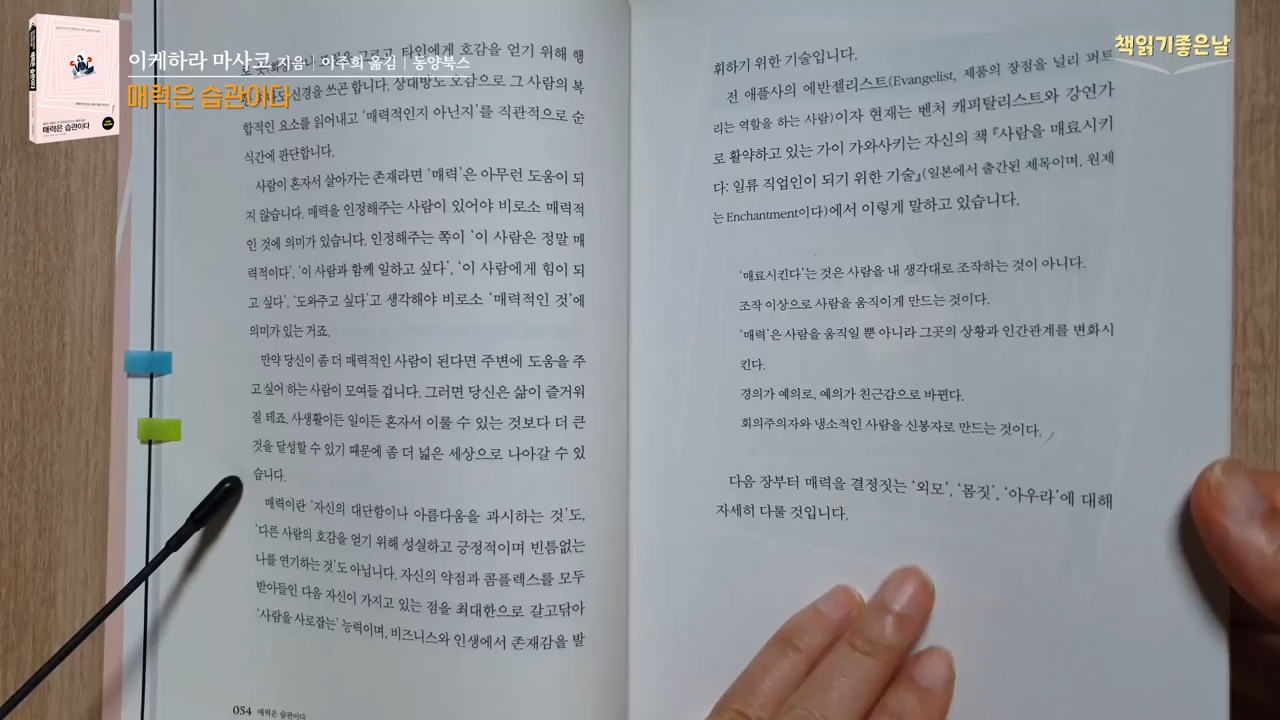 이케하라 마사코 지음 | 이주희 옮김 | 동양북스
매력은 습관이다
책읽기좋은날
매력은 습관이다
타인에게 호감을 얻기 위해 행
신경을 쓰곤 합니다. 상대방도 오감으로 그 사람의 복
합적인 요소를 읽어내고 ‘매력적인지 아닌지’를 직관적으로 순
식간에 판단합니다.
사람이 혼자서 살아가는 존재라면 ‘매력’은 아무런 도움이 되
지 않습니다. 매력을 인정해주는 사람이 있어야 비로소 매력적
인 것에 의미가 있습니다. 인정해주는 쪽이 ‘이 사람은 정말 매
력적이다’, ‘이 사람과 함께 일하고 싶다’, ‘이 사람에게 힘이 되
고 싶다’, ‘도와주고 싶다’고 생각해야 비로소 ‘매력적인 것’에
의미가 있는 거죠.
만약 당신이 좀 더 매력적인 사람이 된다면 주변에 도움을 주
고 싶어 하는 사람이 모여들 겁니다. 그러면 당신은 삶이 즐거워
질 테죠. 사생활이든 일이든 혼자서 이룰 수 있는 것보다 더 큰
것을 달성할 수 있기 때문에 좀 더 넓은 세상으로 나아갈 수 있
습니다.
매력이란 ‘자신의 대단함이나 아름다움을 과시하는 것’도,
‘다른 사람의 호감을 얻기 위해 성실하고 긍정적이며 빈틈없는
나를 연기하는 것’도 아닙니다. 자신의 약점과 콤플렉스를 모두
받아들인 다음 자신이 가지고 있는 점을 최대한으로 갈고닦아
‘사람을 사로잡는’ 능력이며, 비즈니스와 인생에서 존재감을 발
054 매력은 습관이다
휘하기 위한 기술입니다.
전 애플사의 에반젤리스트(Evangelist, 제품의 장점을 널리 퍼트
리는 역할을 하는 사람)이자 현재는 벤처 캐피탈리스트와 강연가
로 활약하고 있는 가이 가와사키는 자신의 책 『사람을 매료시키
다: 일류 직업인이 되기 위한 기술』(일본에서 출간된 제목이며, 원제
는 Enchantment이다)에서 이렇게 말하고 있습니다.
‘매료시킨다’는 것은 사람을 내 생각대로 조작하는 것이 아니다.
조작 이상으로 사람을 움직이게 만드는 것이다.
‘매력’은 사람을 움직일 뿐 아니라 그곳의 상황과 인간관계를 변화시
킨다.
경의가 예의로, 예의가 친근감으로 바뀐다.
회의주의자와 냉소적인 사람을 신봉자로 만드는 것이다.
다음 장부터 매력을 결정짓는 ‘외모’, ‘몸짓’, ‘아우라’에 대해
자세히 다룰 것입니다.